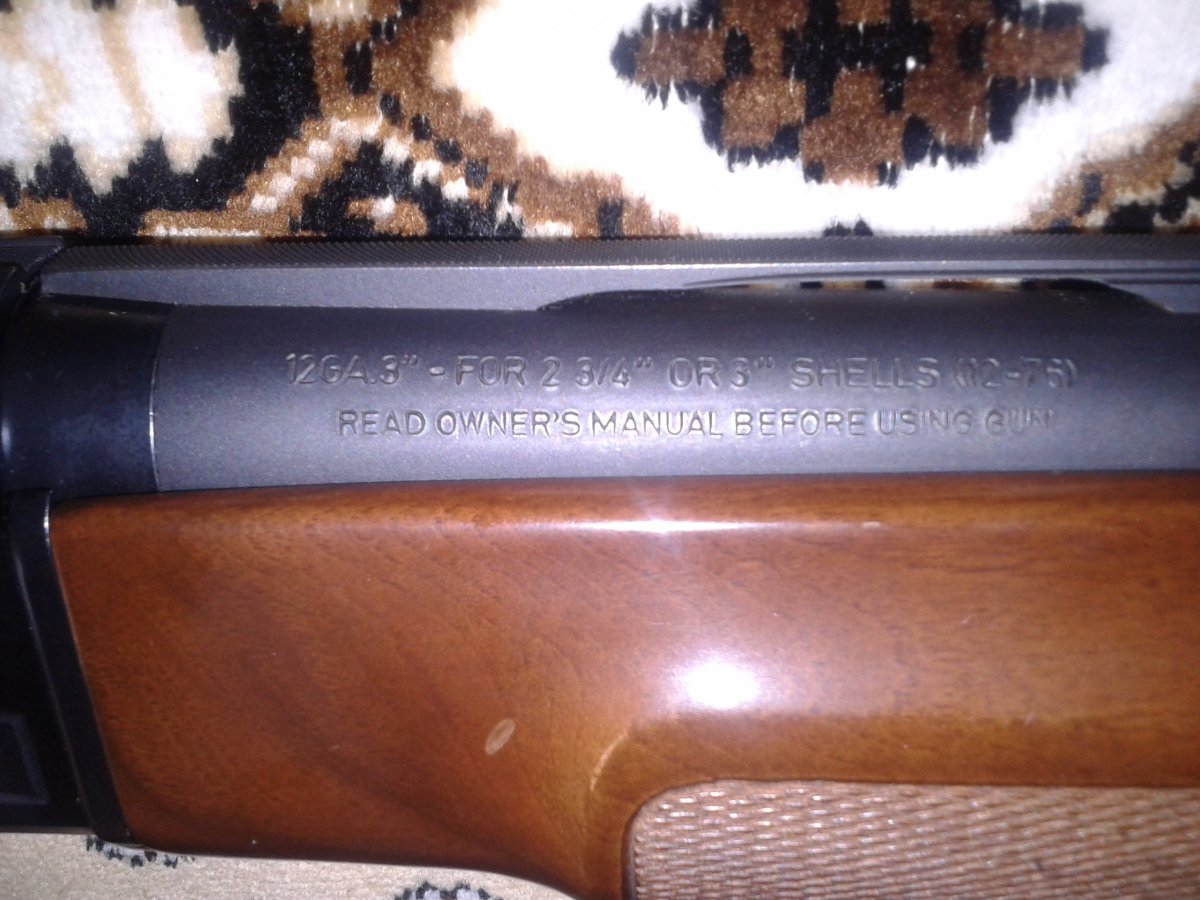 12GA.3" - FOR 2 3/4" OR 3" SHELLS (12-76)
READ OWNER'S MANUAL BEFORE USING GUN